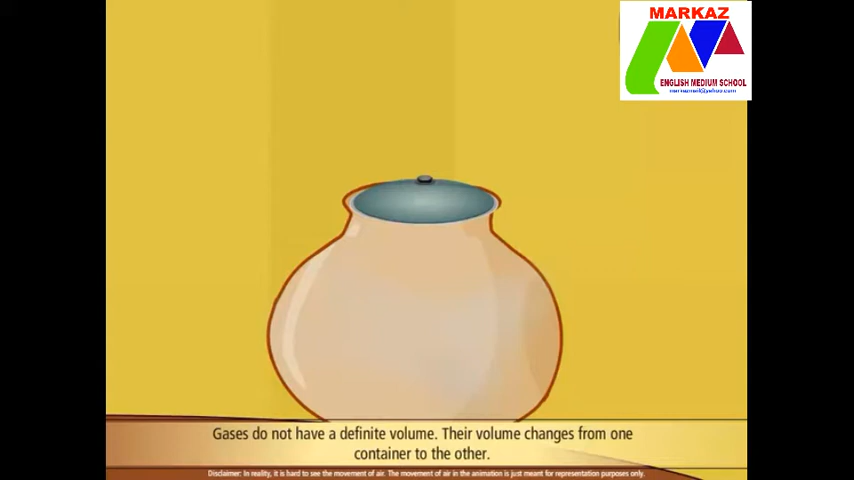 MARKAZ
ENGLISH MEDIUM SCHOOL
Gases do not have a definite volume. Their volume changes from one
container to the other.
Disclaimer: In reality, it is hard to see the movement of air. The movement of air in the animation is just meant for representation purposes only.